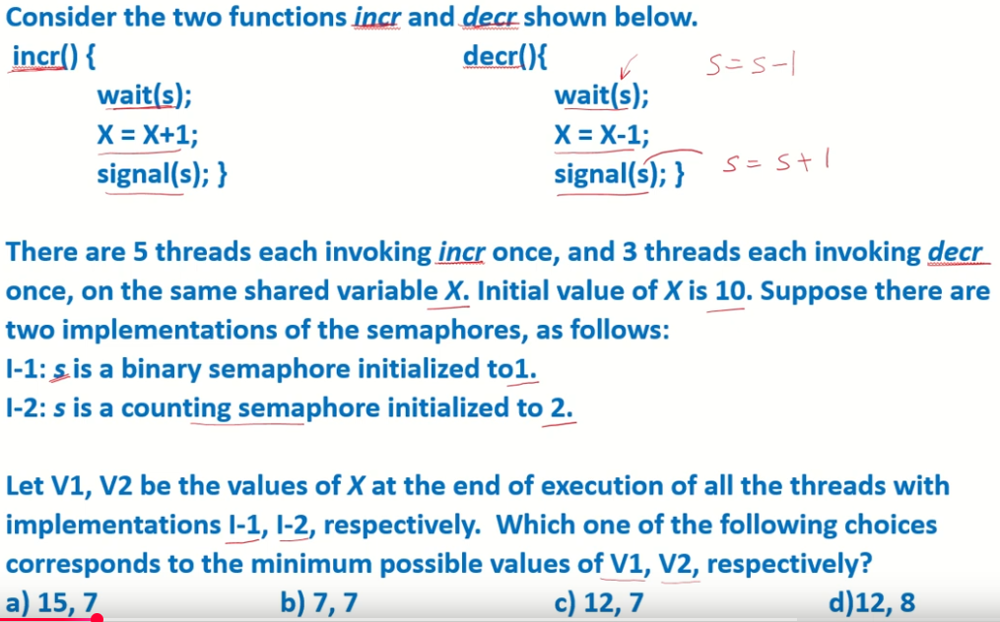 Consider the two functions incr and decr shown below.
incr() { decr(){
wait(s); wait(s); S=S-1
X = X+1; X = X-1;
signal(s); } signal(s); } S= S+1
There are 5 threads each invoking incr once, and 3 threads each invoking decr
once, on the same shared variable X. Initial value of X is 10. Suppose there are
two implementations of the semaphores, as follows:
I-1: s is a binary semaphore initialized to1.
I-2: s is a counting semaphore initialized to 2.
Let V1, V2 be the values of X at the end of execution of all the threads with
implementations I-1, I-2, respectively. Which one of the following choices
corresponds to the minimum possible values of V1, V2, respectively?
a) 15, 7 b) 7, 7 c) 12, 7 d)12, 8